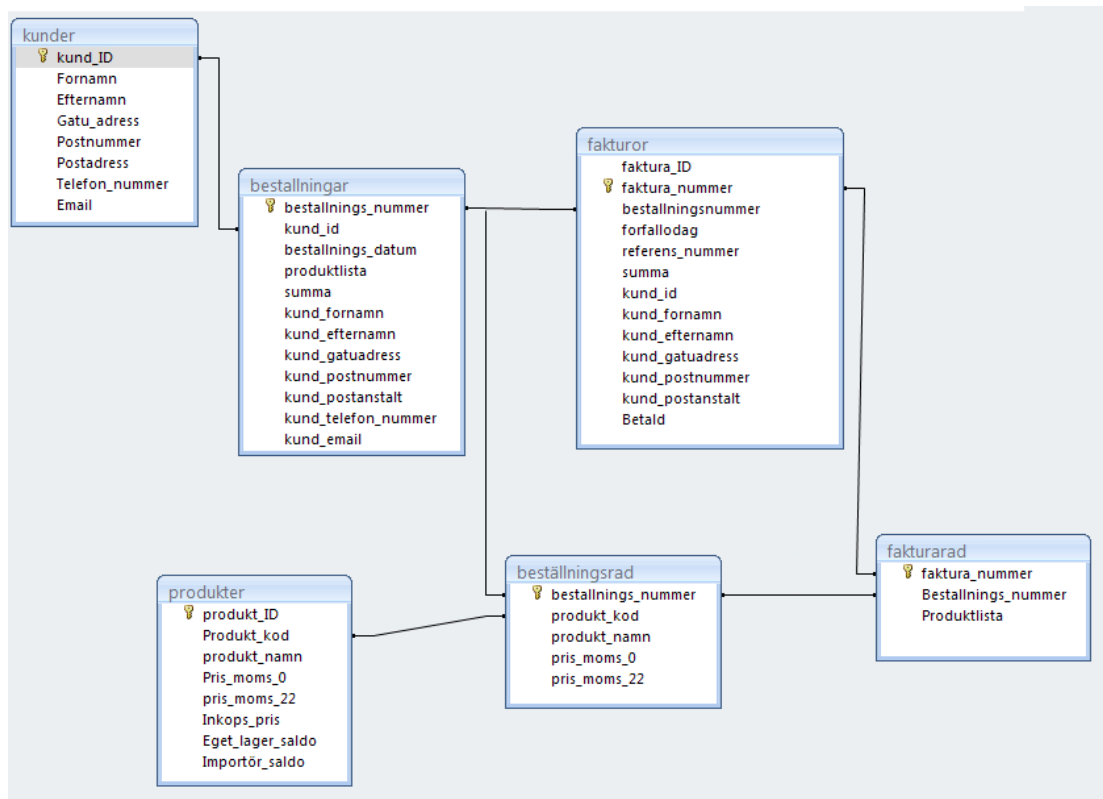 kunder
kund_ID
Fornamn
Efternamn
Gatu_adress
Postnummer
Postadress
Telefon_nummer
Email
bestallningar
bestallnings_nummer
kund_id
bestallnings_datum
produktlista
summa
kund_fornamn
kund_efternamn
kund_gatuadress
kund_postnummer
kund_postanstalt
kund_telefon_nummer
kund_email
fakturor
faktura_ID
faktura_nummer
bestallningsnummer
forfallodag
referens_nummer
summa
kund_id
kund_fornamn
kund_efternamn
kund_gatuadress
kund_postnummer
kund_postanstalt
Betald
produkter
produkt_ID
Produkt_kod
produkt_namn
Pris_moms_0
pris_moms_22
Inkops_pris
Eget_lager_saldo
Importör_saldo
beställningsrad
bestallnings_nummer
produkt_kod
produkt_namn
pris_moms_0
pris_moms_22
fakturarad
faktura_nummer
Bestallnings_nummer
Produktlista